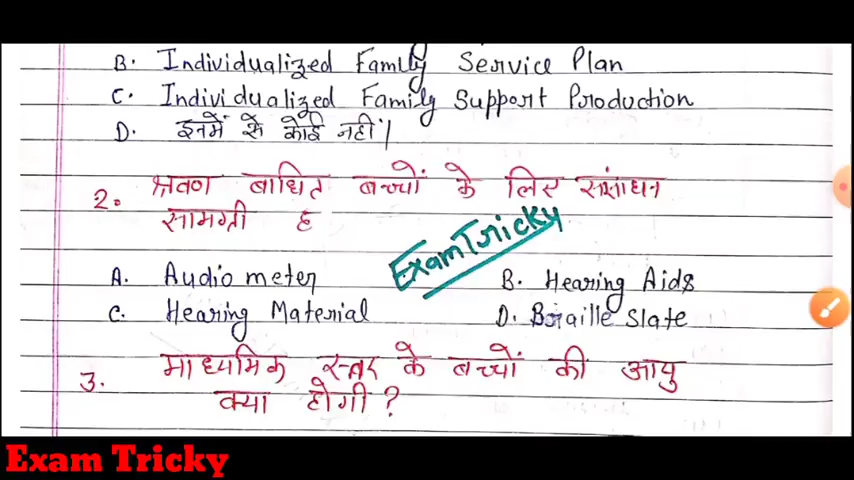 B. Individualized Family Service Plan
C. Individualized Family Support Production
D. इनमें से कोई नहीं।
2. श्रवण बाधित बच्चों के लिए संसाधन
सामग्री है
ExamTricky
A. Audio meter B. Hearing Aids
C. Hearing Material D. Braille Slate
3. माध्यमिक स्तर के बच्चों की आयु
क्या होगी ?
Exam Tricky